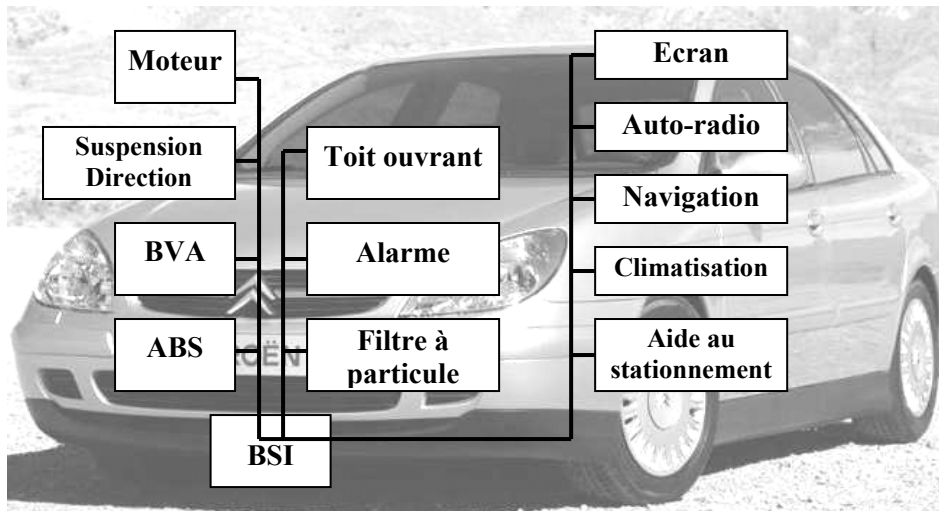 Moteur
Suspension
Direction
BVA
ABS
BSI
Toit ouvrant
Alarme
Filtre à
particule
Ecran
Auto-radio
Navigation
Climatisation
Aide au
stationnement
ROËN